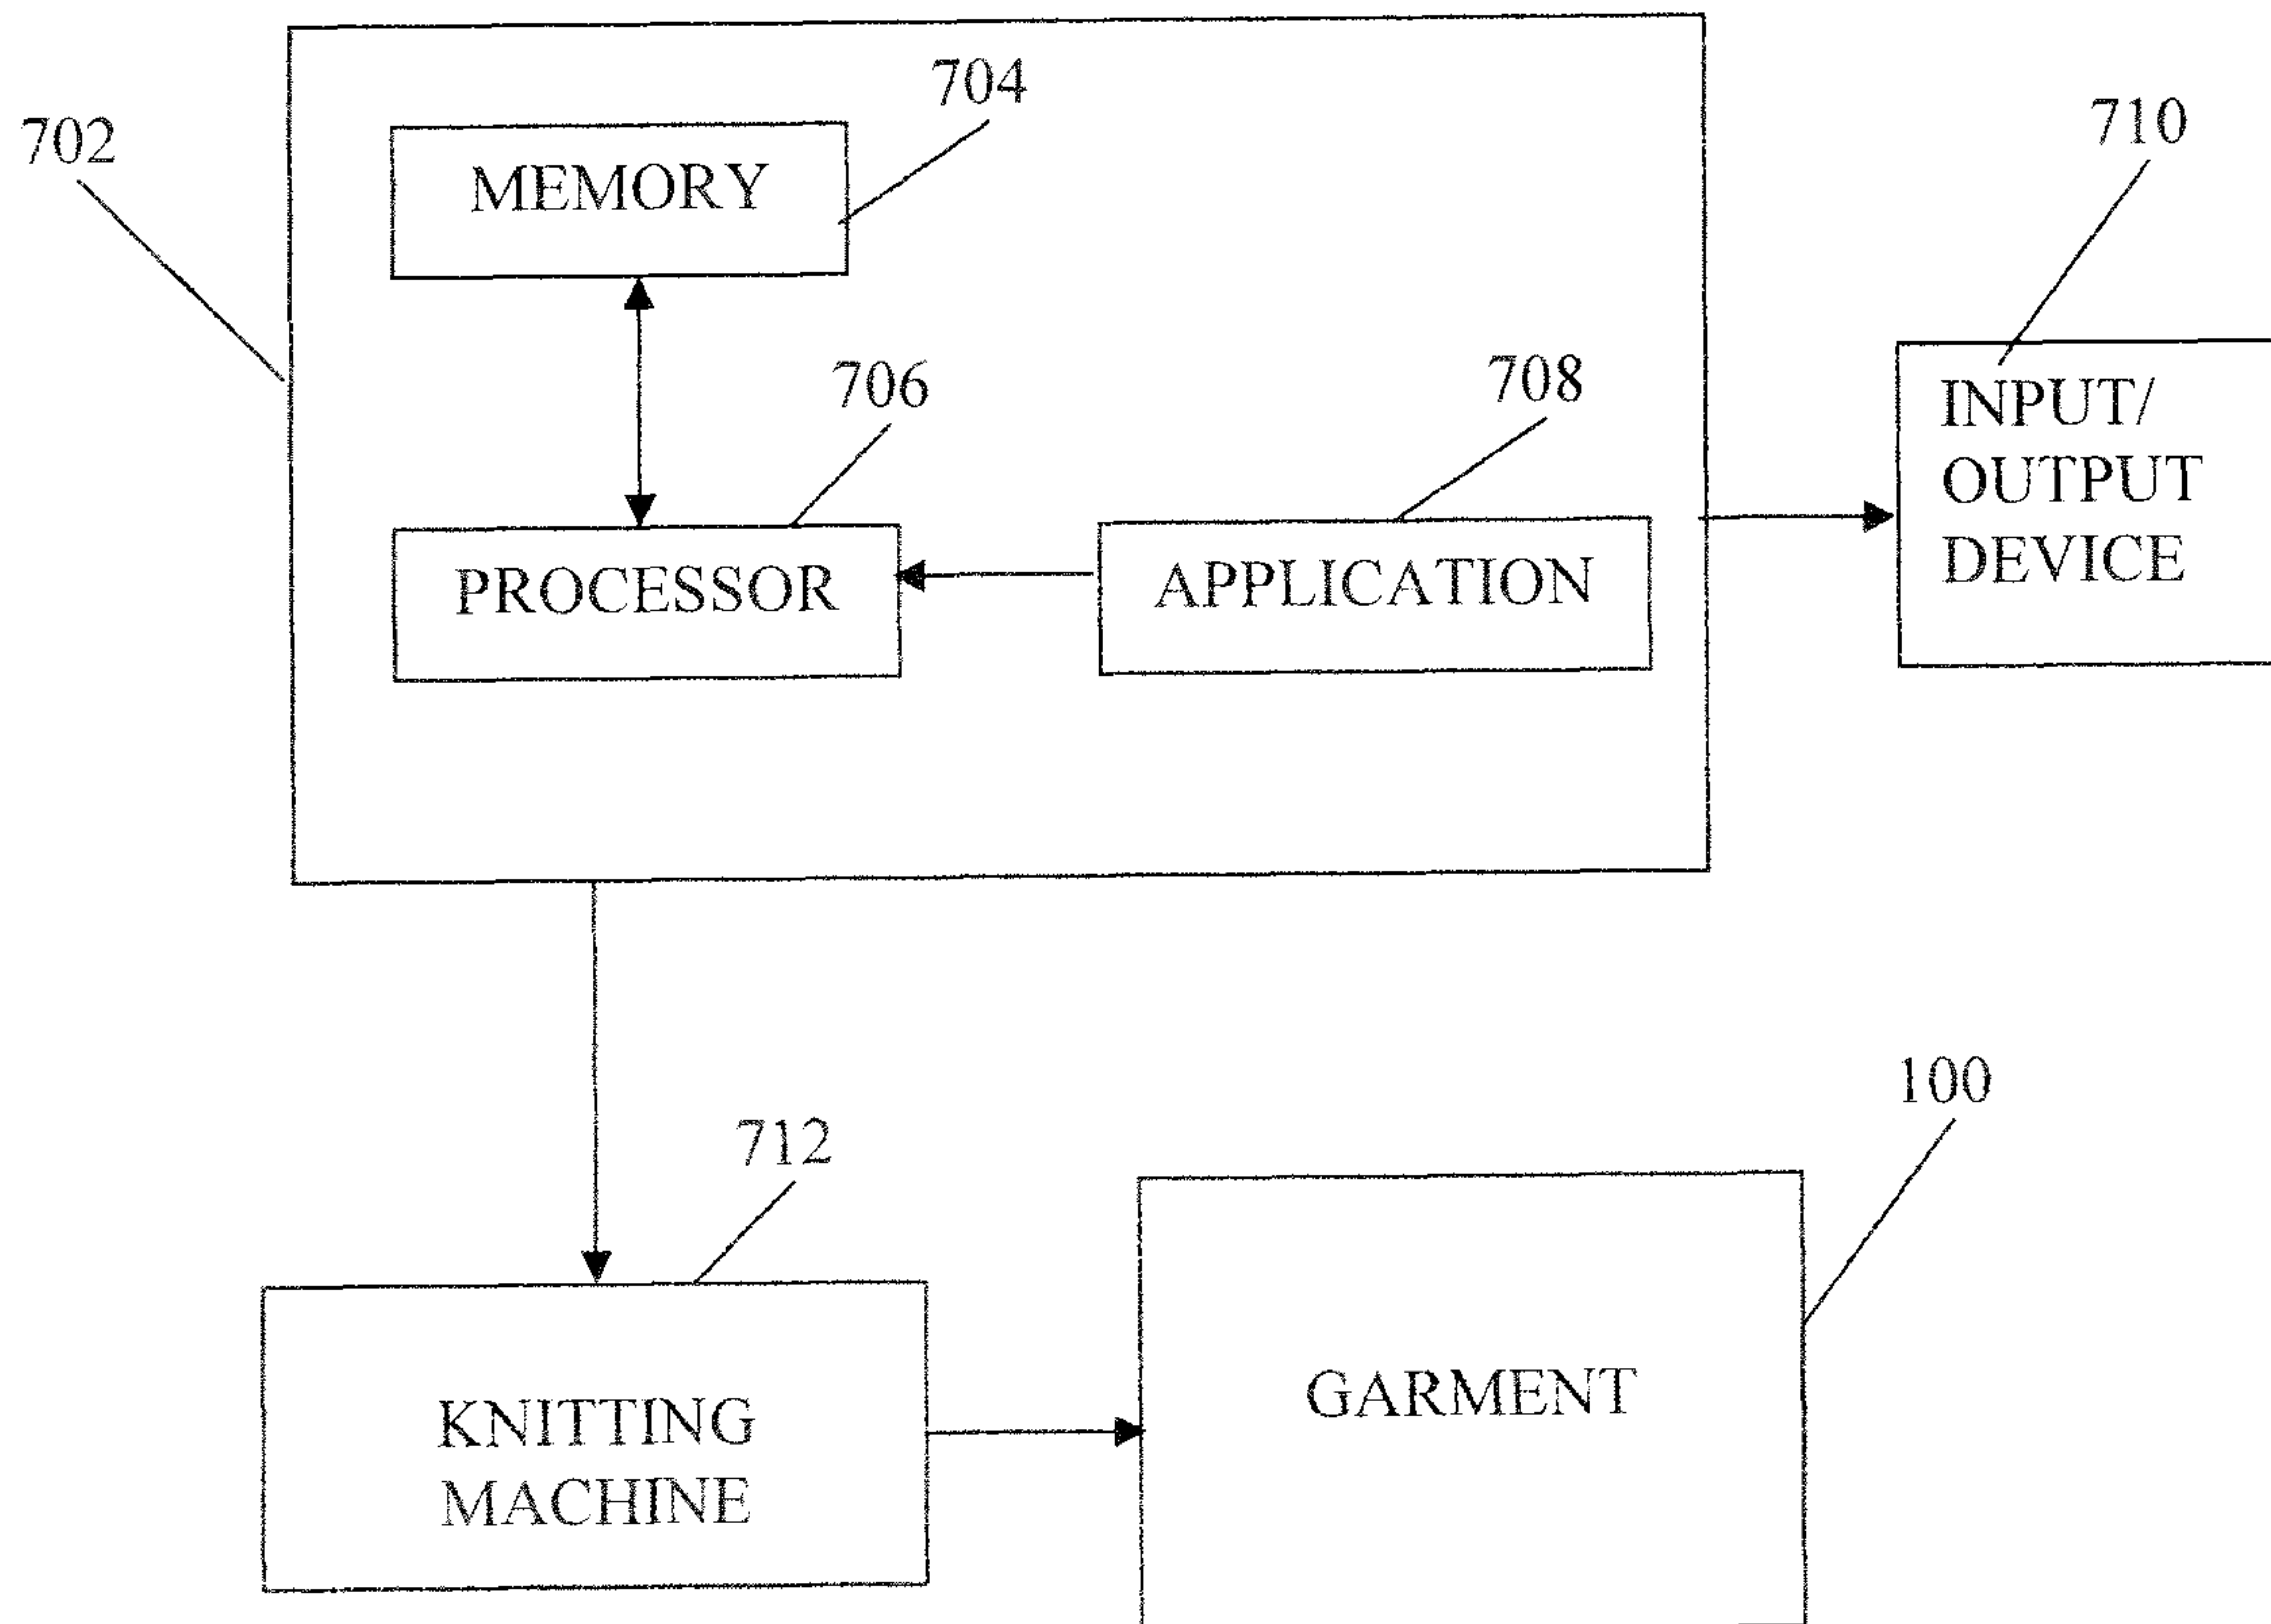 704
702
MEMORY
710
706
708
INPUT/
OUTPUT
DEVICE
PROCESSOR
APPLICATION
712
100
KNITTING
MACHINE
GARMENT